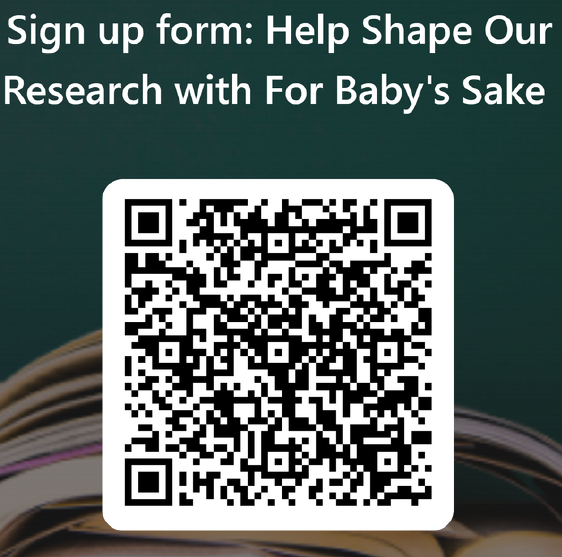 Sign up form: Help Shape Our
Research with For Baby's Sake